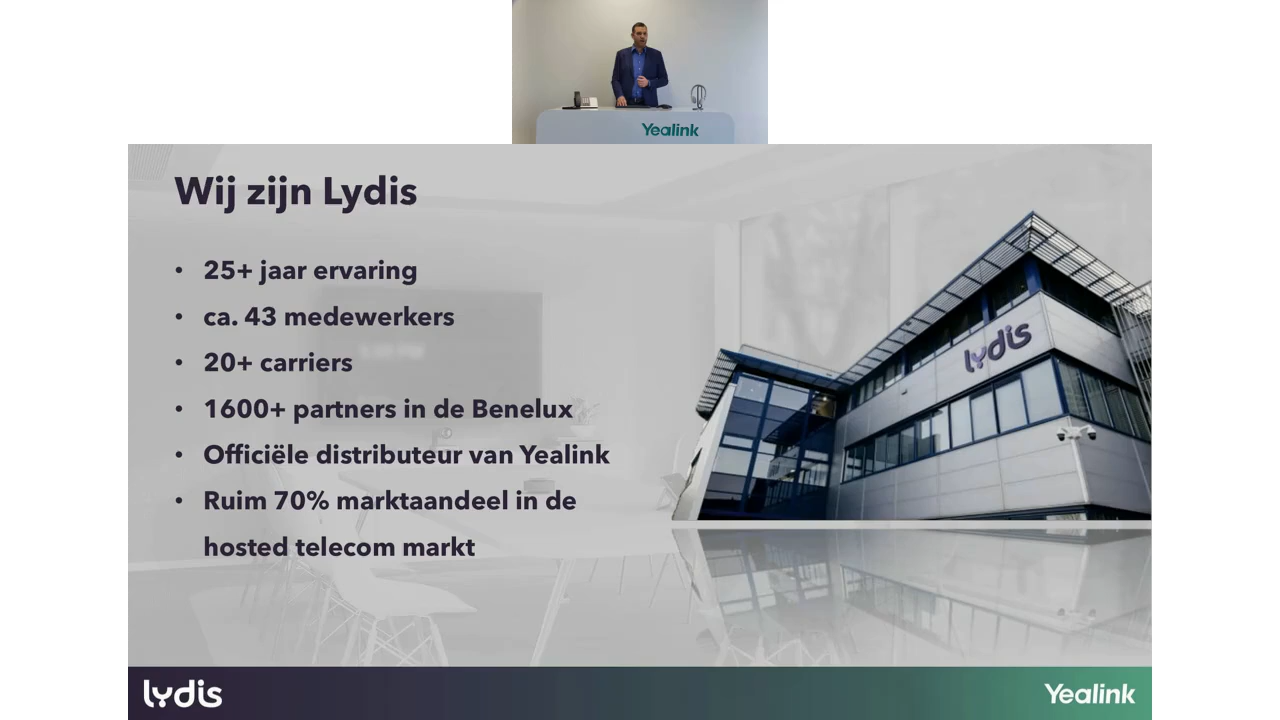 Yealink
Wij zijn Lydis
• 25+ jaar ervaring
• ca. 43 medewerkers
• 20+ carriers
• 1600+ partners in de Benelux
• Officiële distributeur van Yealink
• Ruim 70% marktaandeel in de
hosted telecom markt
lydis
lydis
Yealink